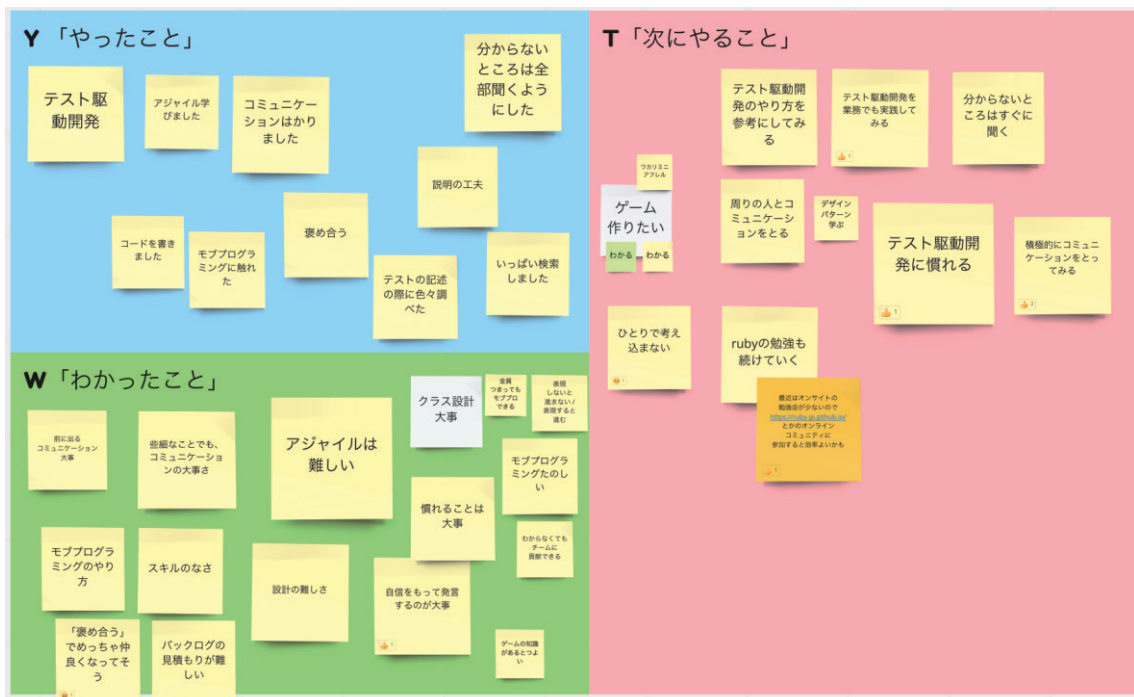 Y 「やったこと」
テスト駆
動開発
アジャイル学
びました
コミュニケー
ションはかり
ました
分からない
ところは全
部聞くよう
にした
説明の工夫
褒め合う
コードを書き
ました
モブプログラ
ミングに触れ
た
テストの記述
の際に色々調
べた
いっぱい検索
しました
W 「わかったこと」
前に出る
コミュニケーション
大事
些細なことでも、
コミュニケーショ
ンの大事さ
アジャイルは
難しい
クラス設計
大事
全員
つまっても
モブプロ
できる
表現
しないと
進まない/
表現すると
進む
モブプログラ
ミングたのし
い
慣れることは
大事
わからなくても
チームに
貢献できる
モブプログラ
ミングのやり
方
スキルのなさ
設計の難しさ
自信をもって発言
するのが大事
1
「褒め合う」
でめっちゃ仲
良くなってそ
う
バックログの
見積もりが難
しい
ゲームの知識
があるとつよ
い
T 「次にやること」
テスト駆動開
発のやり方を
参考にしてみ
る
テスト駆動開発を
業務でも実践して
みる
1
分からないと
ころはすぐに
聞く
ワカリミニ
アフレル
ゲーム
作りたい
わかる
わかる
周りの人とコ
ミュニケーシ
ョンをとる
デザイン
パターン
学ぶ
テスト駆動開
発に慣れる
1
積極的にコミュニ
ケーションをとっ
てみる
2
ひとりで考え
込まない
1
rubyの勉強も
続けていく
最近はオンサイトの
勉強会が少ないので
https://ruby-jp.github.io/
とかのオンライン
コミュニティに
参加すると効率よいかも